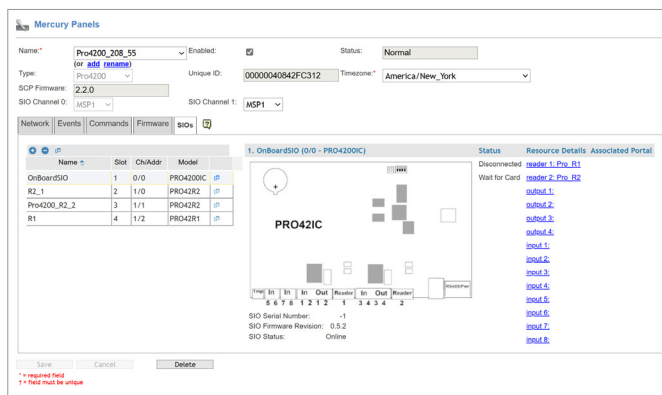 Mercury Panels
Name:* Pro4200_208_55 Enabled: Status: Normal
(or add rename)
Type: Pro4200 Unique ID: 00000040842FC312 Timezone:* America/New_York
SCP Firmware: 2.2.0
SIO Channel 0: MSP1 SIO Channel 1: MSP1
Network Events Commands Firmware SIOs
Name Slot Ch/Addr Model
OnBoardSIO 1 0/0 PRO4200IC
R2_1 2 1/0 PRO42R2
Pro4200_R2_2 3 1/1 PRO42R2
R1 4 1/2 PRO42R1
1. OnBoardSIO (0/0 - PRO4200IC)
PRO42IC
Tmp In In In Out Reader In Out Reader RS485/Pwr
5 6 7 8 1 2 1 2 1 3 4 3 4 2
SIO Serial Number: -1
SIO Firmware Revision: 0.5.2
SIO Status: Online
Status Resource Details Associated Portal
Disconnected reader 1: Pro_R1
Wait for Card reader 2: Pro_R2
output 1:
output 2:
output 3:
output 4:
input 1:
input 2:
input 3:
input 4:
input 5:
input 6:
input 7:
input 8:
Save Cancel Delete
* = required field
† = field must be unique